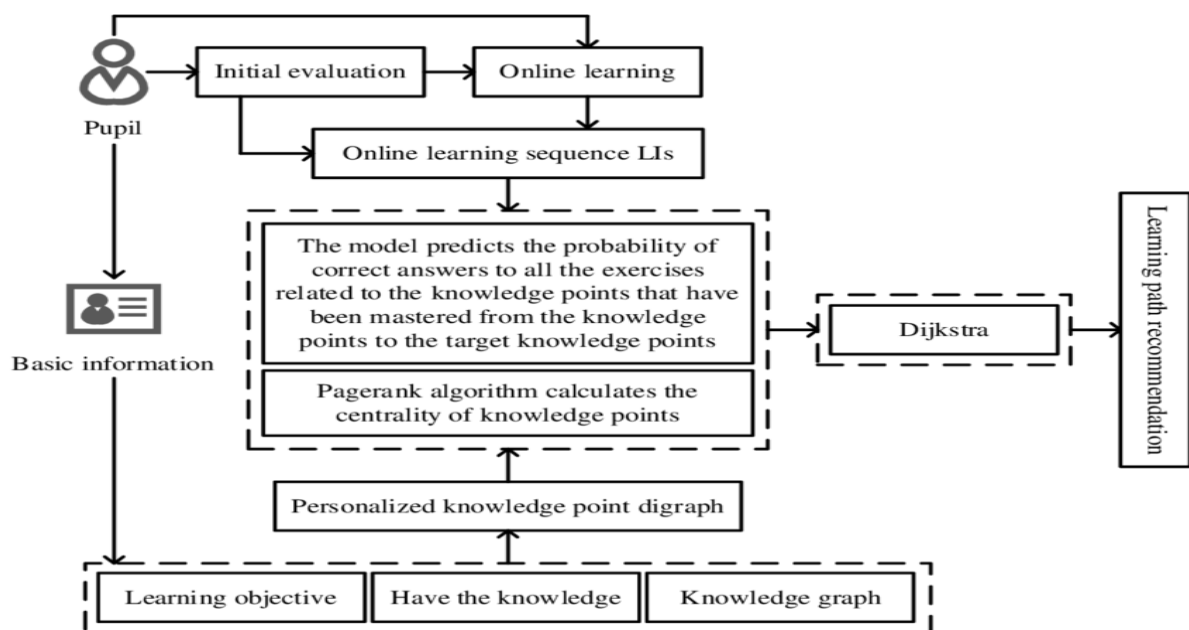 Initial evaluation
Online learning
Pupil
Online learning sequence LIs
The model predicts the probability of
correct answers to all the exercises
related to the knowledge points that have
been mastered from the knowledge
points to the target knowledge points
Pagerank algorithm calculates the
centrality of knowledge points
Dijkstra
Learning path recommendation
Basic information
Personalized knowledge point digraph
Learning objective
Have the knowledge
Knowledge graph